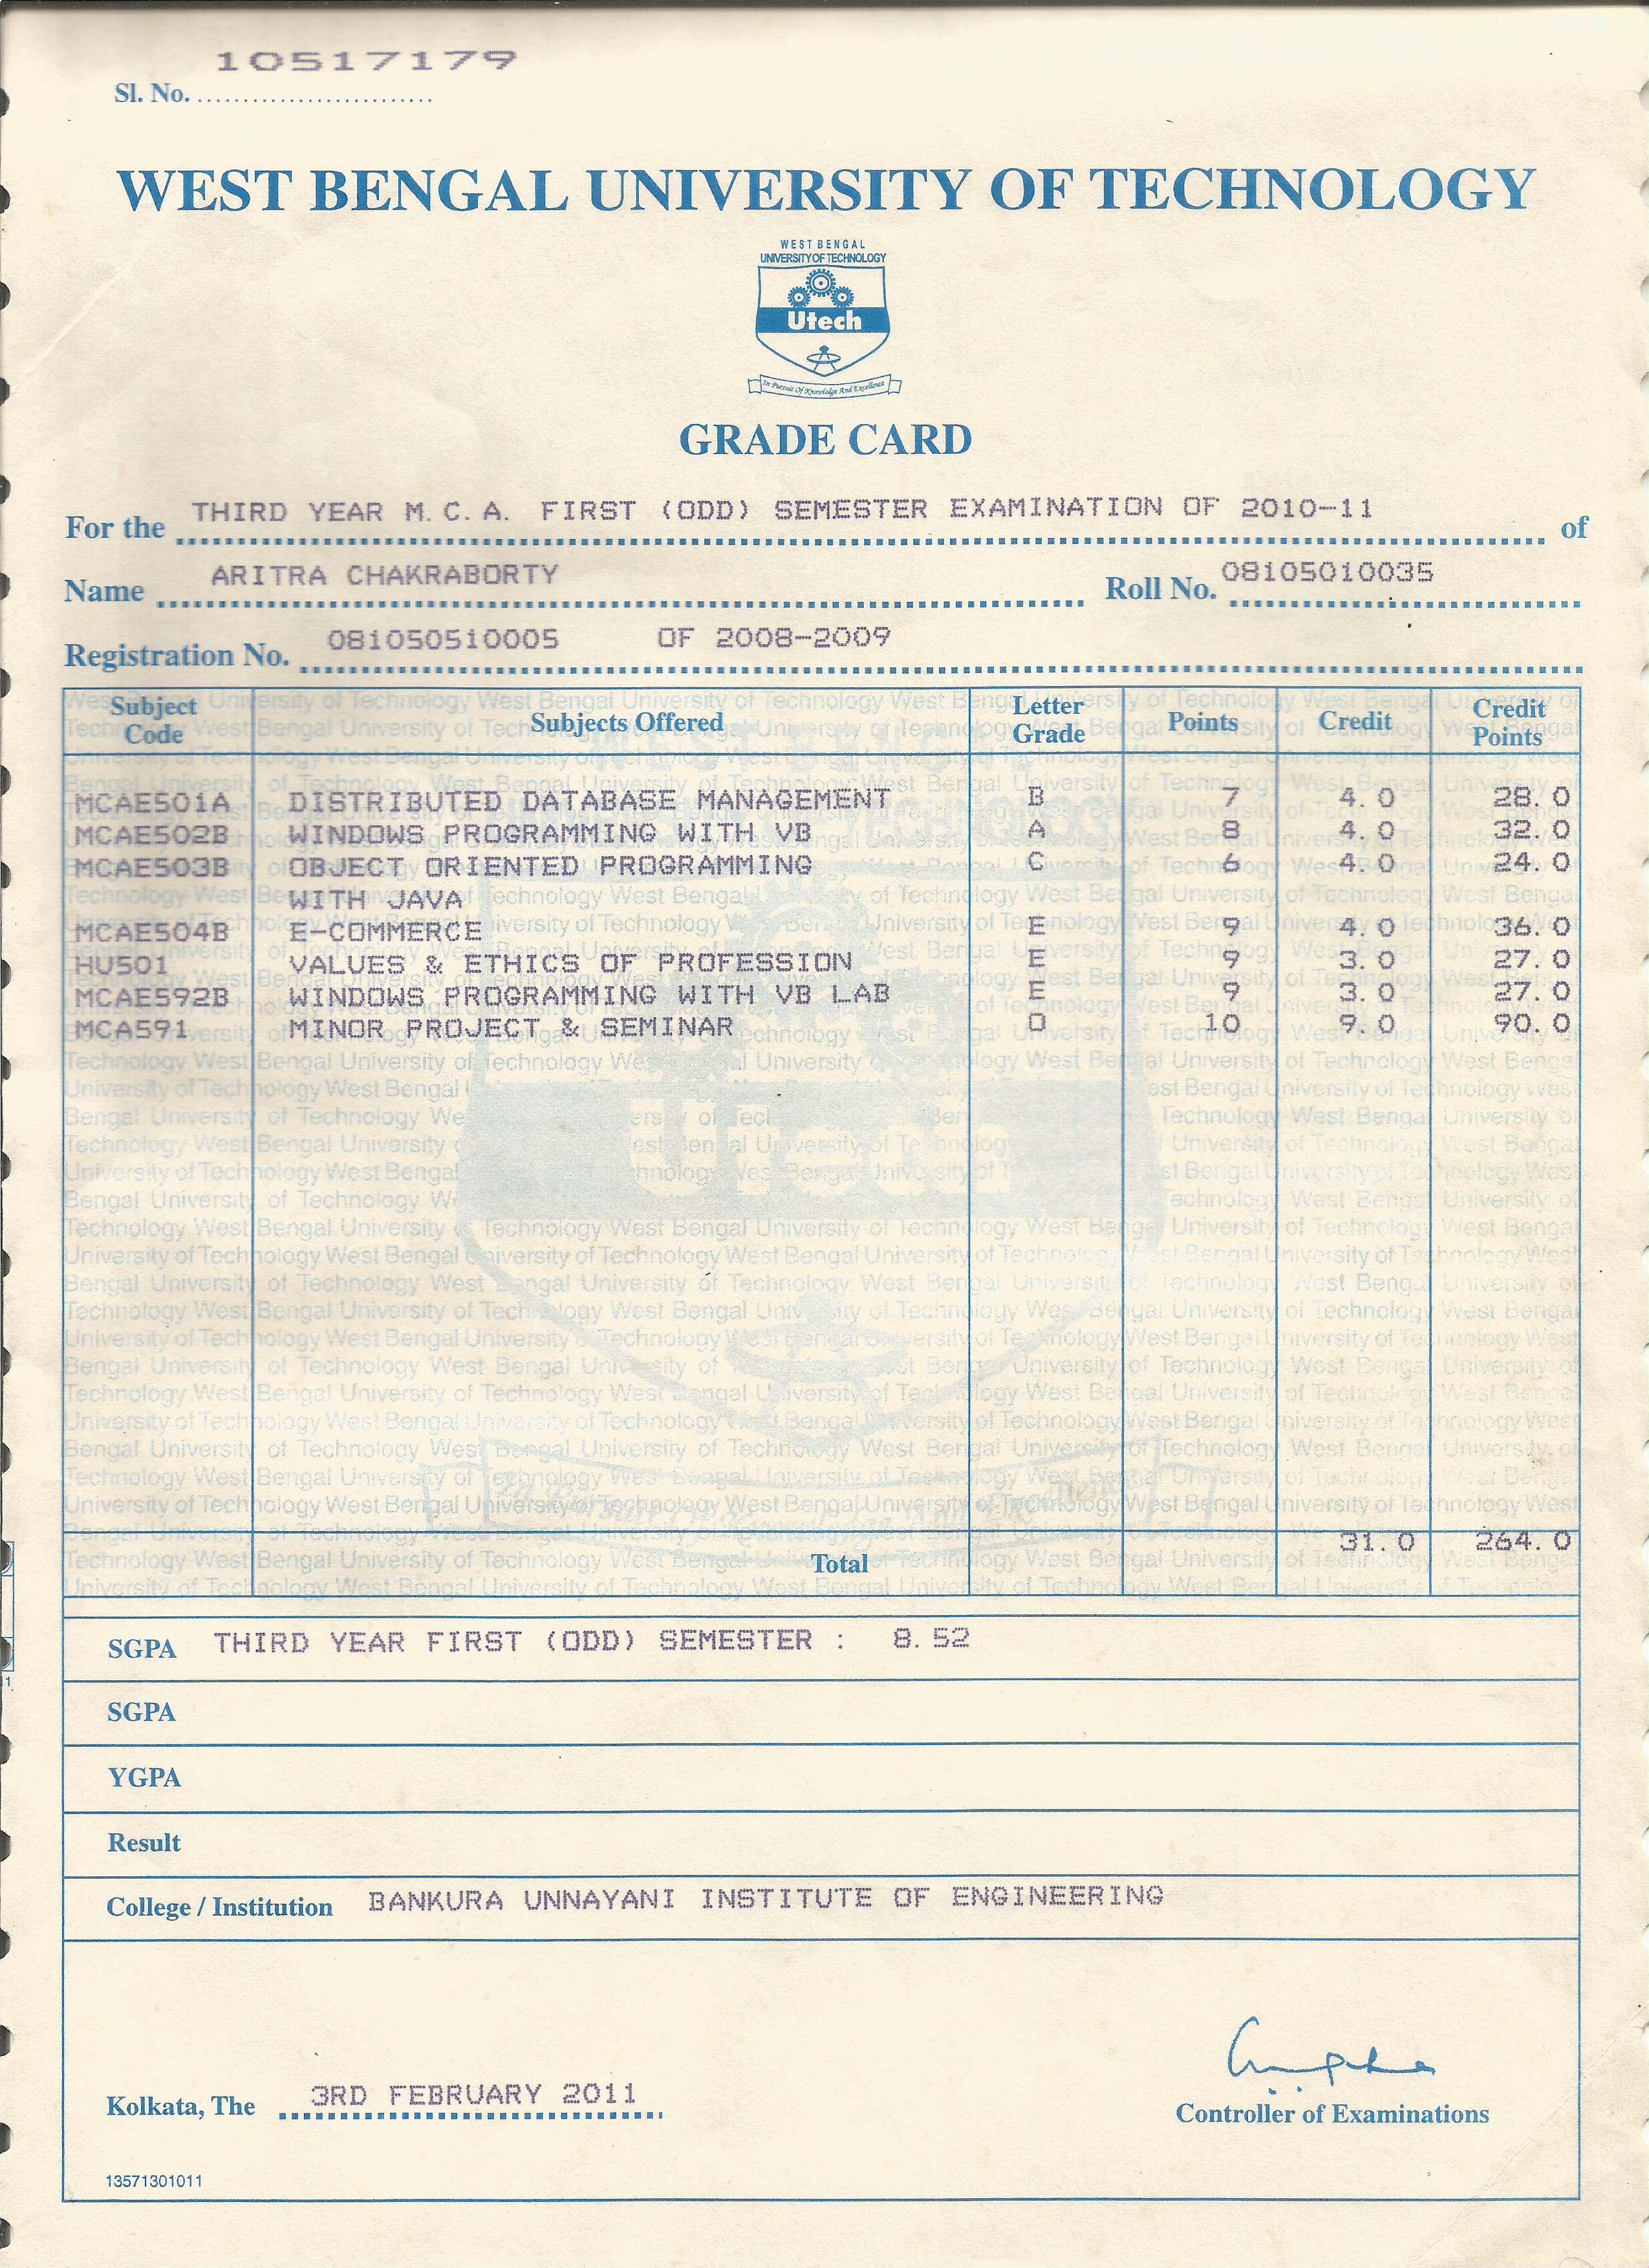 10517179
Sl. No. ..........................
WEST BENGAL UNIVERSITY OF TECHNOLOGY
WEST BENGAL
UNIVERSITY OF TECHNOLOGY
Utech
In Pursuit Of Knowledge And Excellence
GRADE CARD
For the THIRD YEAR M.C.A. FIRST (ODD) SEMESTER EXAMINATION OF 2010-11 of
Name ARITRA CHAKRABORTY Roll No. 08105010035
Registration No. 081050510005 OF 2008-2009
Subject Code Subjects Offered Letter Grade Points Credit Credit Points
MCAE501A DISTRIBUTED DATABASE MANAGEMENT B 7 4.0 28.0
MCAE502B WINDOWS PROGRAMMING WITH VB A 8 4.0 32.0
MCAE503B OBJECT ORIENTED PROGRAMMING C 6 4.0 24.0
WITH JAVA
MCAE504B E-COMMERCE E 9 4.0 36.0
HU501 VALUES & ETHICS OF PROFESSION E 9 3.0 27.0
MCAE592B WINDOWS PROGRAMMING WITH VB LAB E 9 3.0 27.0
MCA591 MINOR PROJECT & SEMINAR O 10 9.0 90.0
Total 31.0 264.0
SGPA THIRD YEAR FIRST (ODD) SEMESTER : 8.52
SGPA
YGPA
Result
College / Institution BANKURA UNNAYANI INSTITUTE OF ENGINEERING
Kolkata, The 3RD FEBRUARY 2011
Controller of Examinations
13571301011